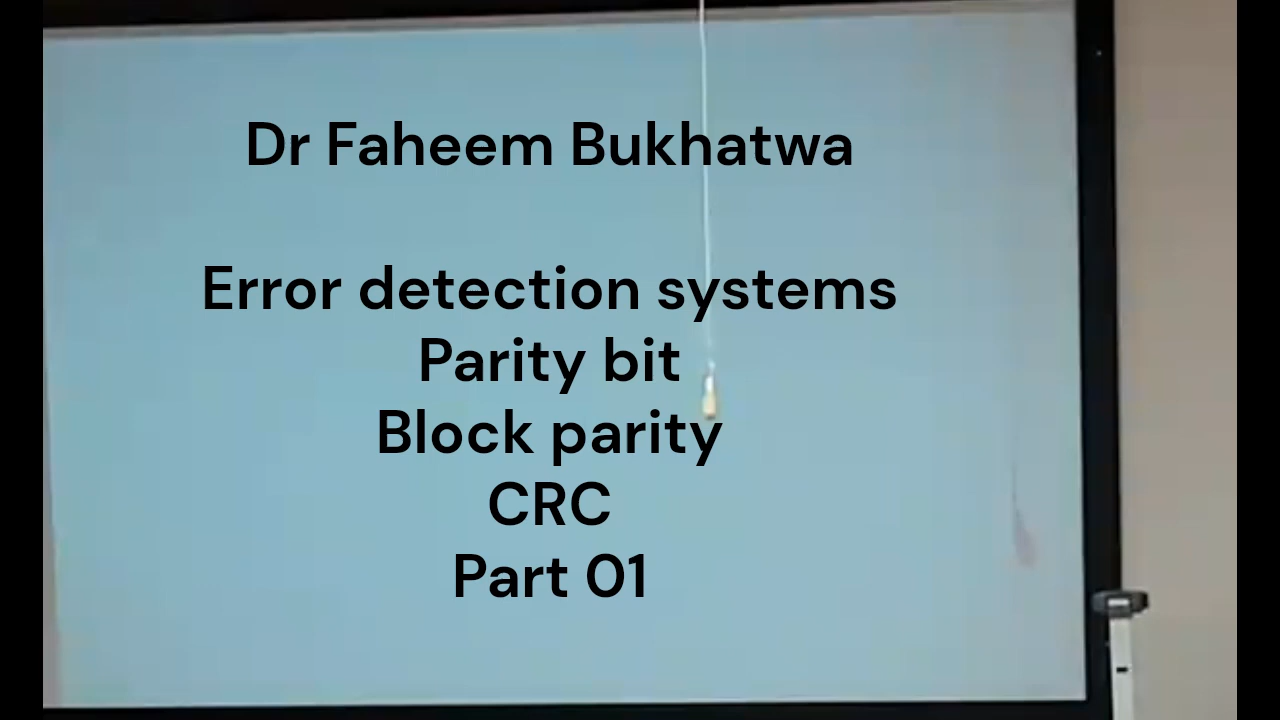 Dr Faheem Bukhatwa
Error detection systems
Parity bit
Block parity
CRC
Part 01